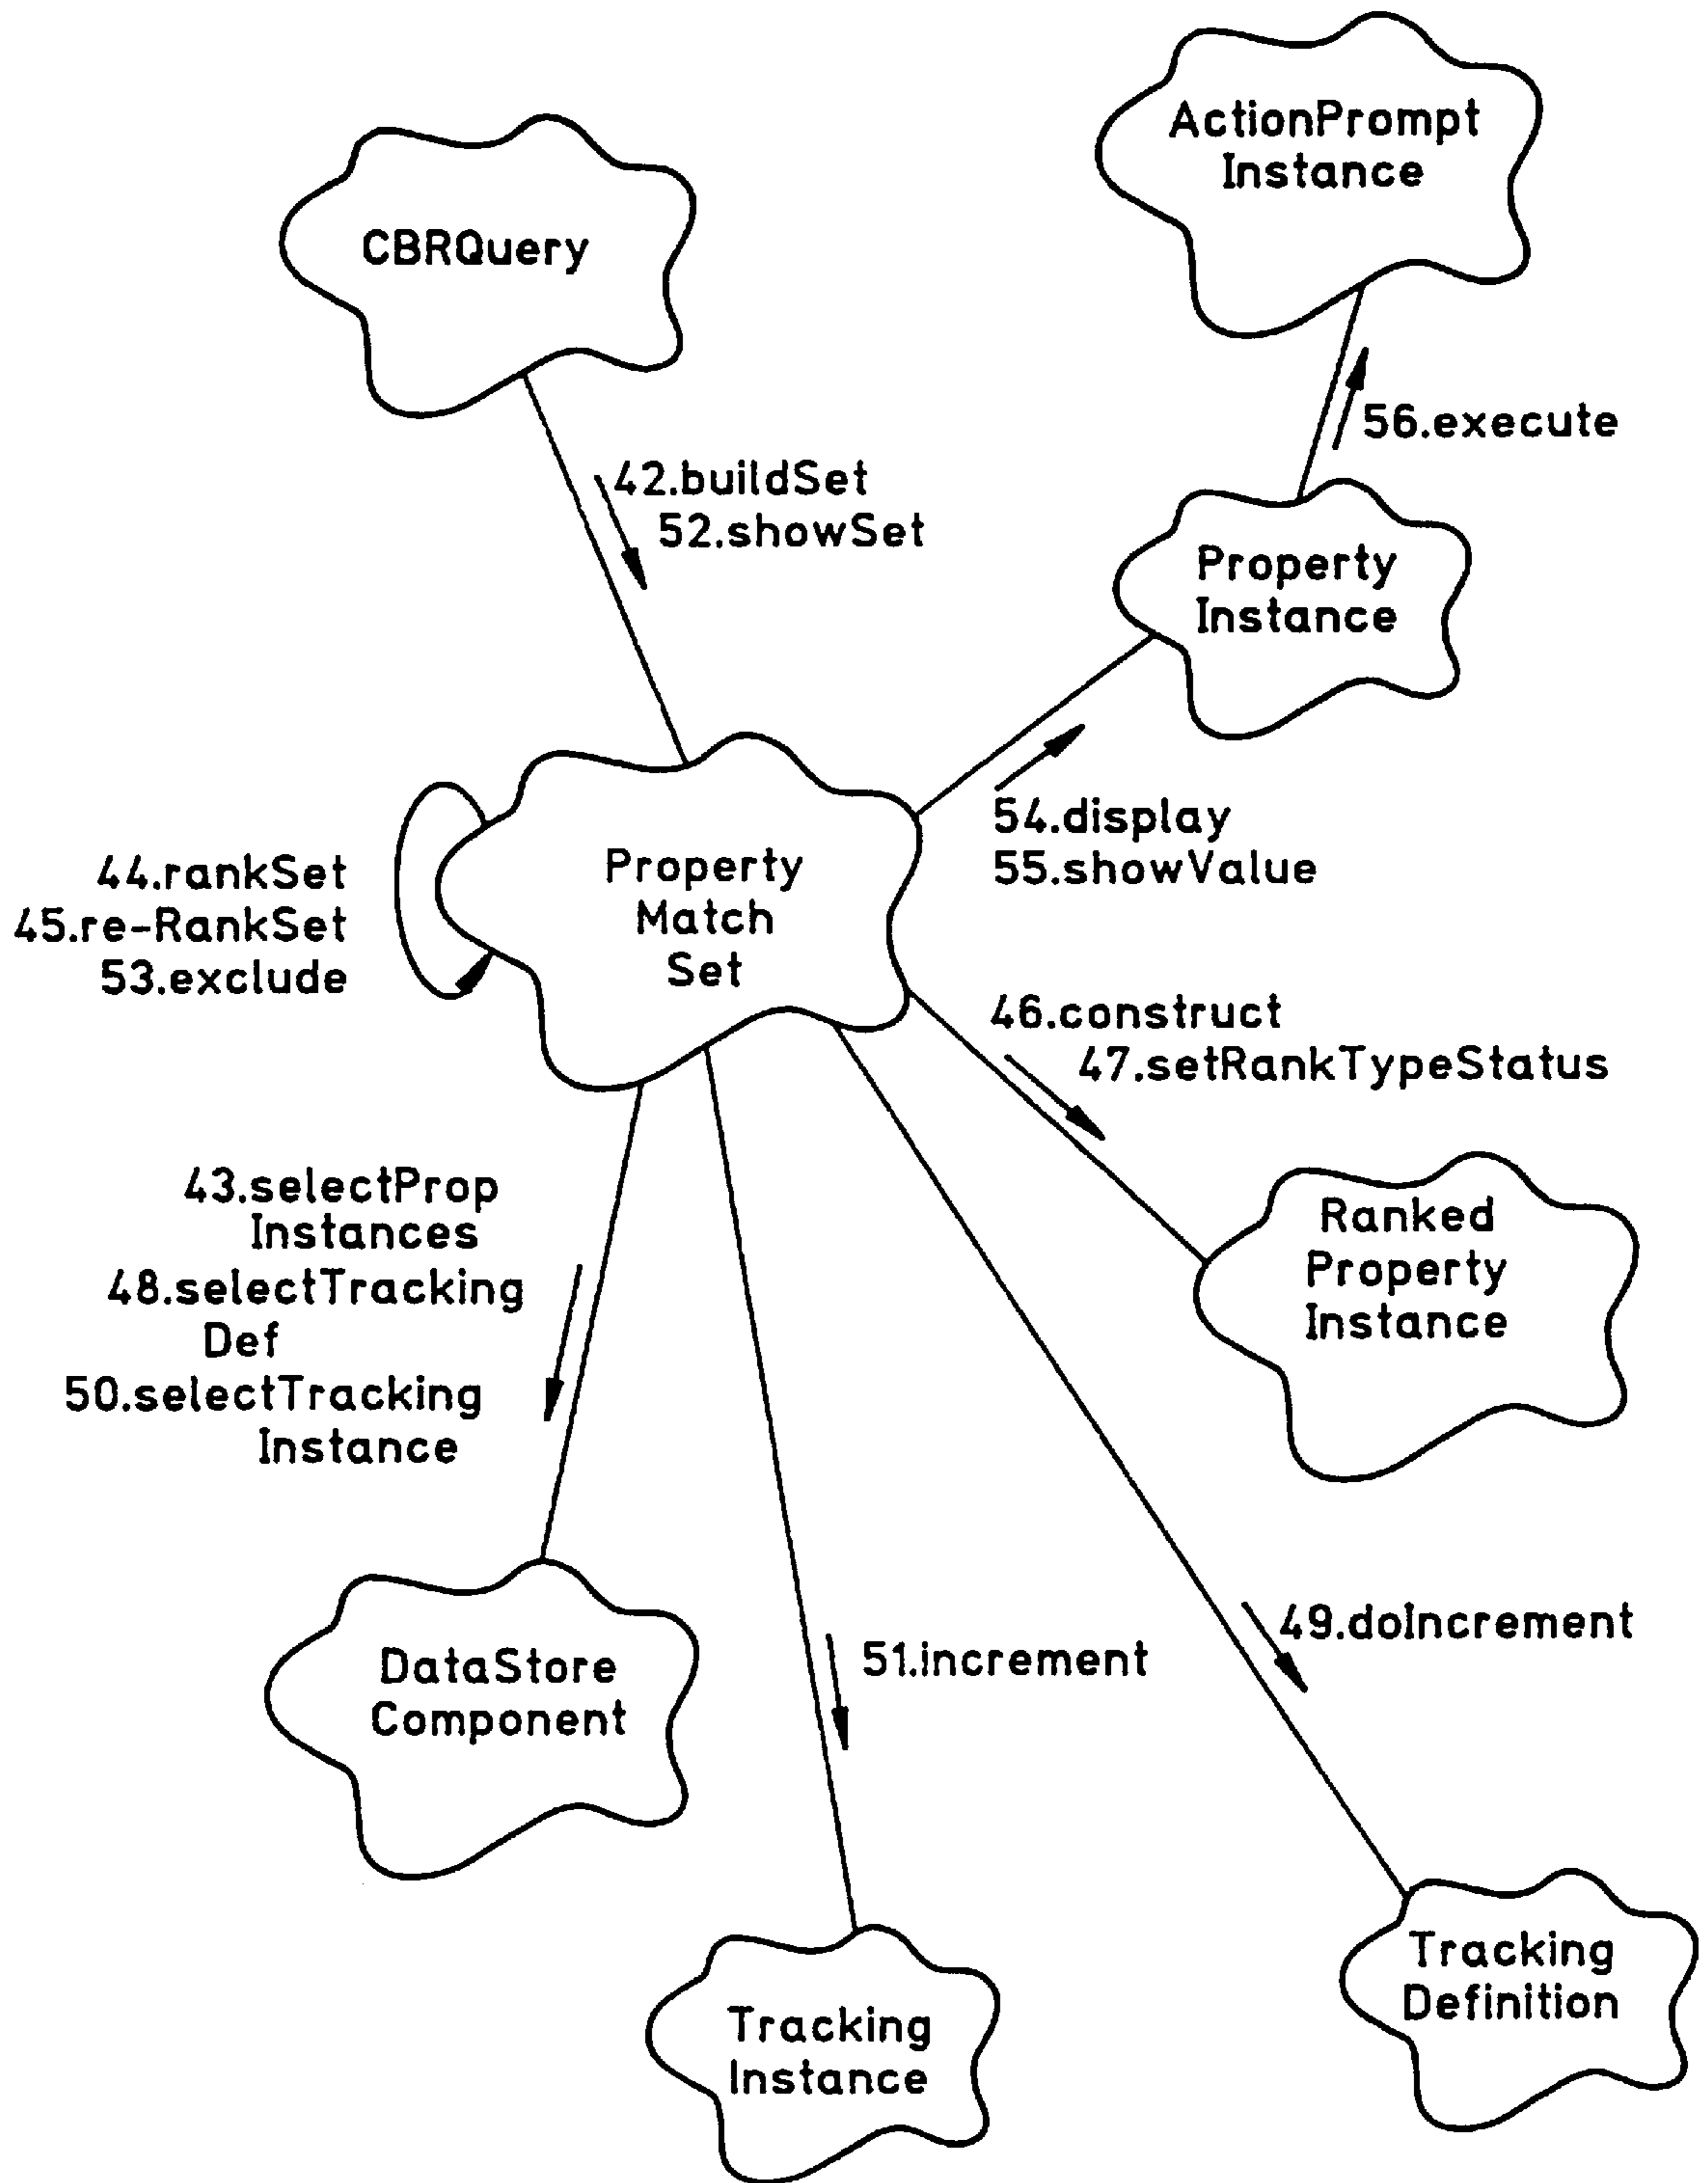 ActionPrompt
Instance
CBRQuery
56.execute
42.buildSet
52.showSet
Property
Instance
54.display
55.showValue
44.rankSet
45.re-RankSet
53.exclude
Property
Match
Set
46.construct
47.setRankTypeStatus
43.selectProp
Instances
48.selectTracking
Def
50.selectTracking
Instance
Ranked
Property
Instance
DataStore
Component
51.increment
49.doIncrement
Tracking
Instance
Tracking
Definition